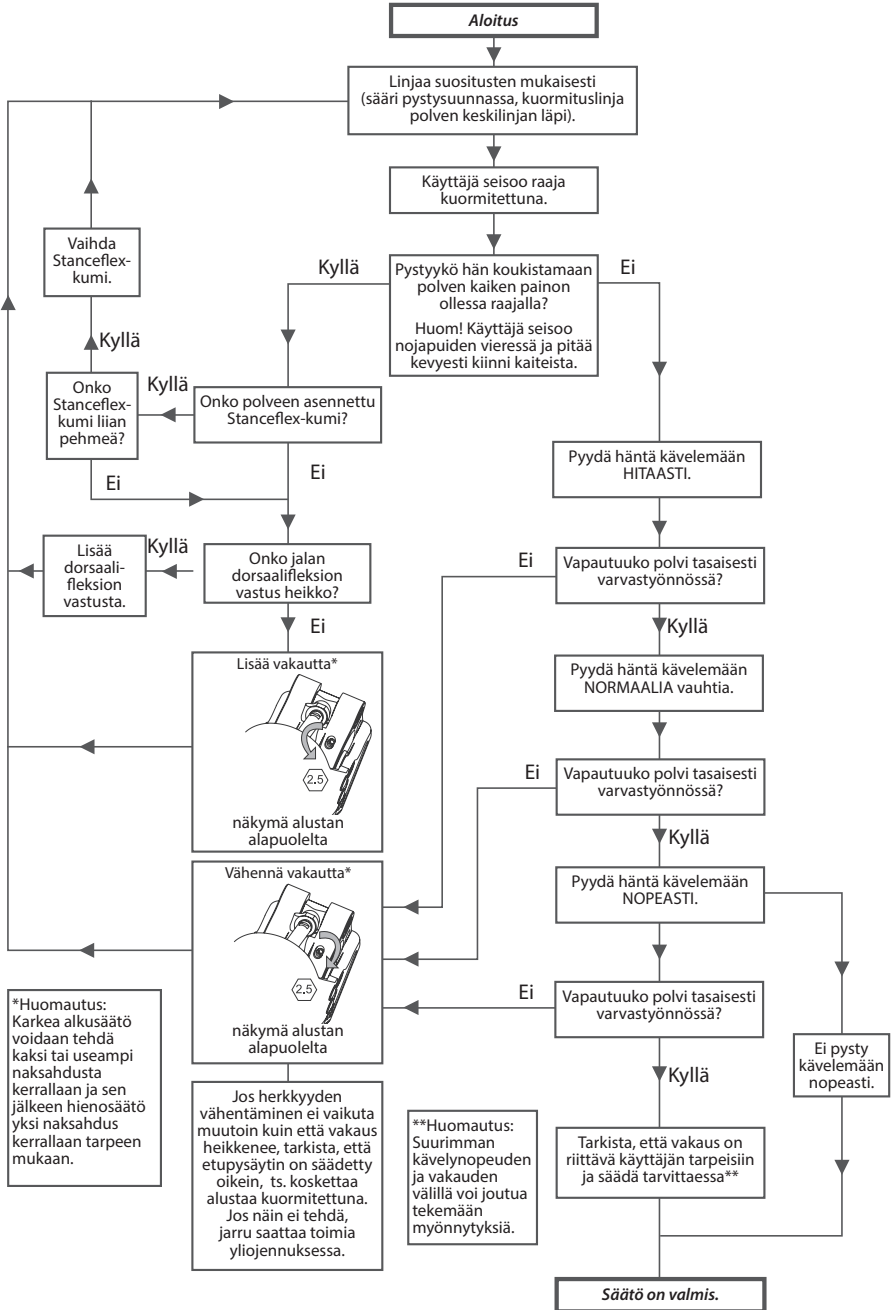 Aloitus
Linjaa suositusten mukaisesti
(sääri pystysuunnassa, kuormituslinja
polven keskilinjan läpi).
Käyttäjä seisoo raaja
kuormitettuna.
Pystyykö hän koukistamaan
polven kaiken painon
ollessa raajalla?
Huom! Käyttäjä seisoo
nojapuiden vieressä ja pitää
kevyesti kiinni kaiteista.
Kyllä
Ei
Vaihda
Stanceflex-
kumi.
Kyllä
Onko
Stanceflex-
kumi liian
pehmeä?
Kyllä
Onko polveen asennettu
Stanceflex-kumi?
Ei
Ei
Pyydä häntä kävelemään
HITAASTI.
Lisää
dorsaali-
fleksion
vastusta.
Kyllä
Onko jalan
dorsaalifleksion
vastus heikko?
Ei
Ei
Vapautuuko polvi tasaisesti
varvastyönnössä?
Kyllä
Lisää vakautta*
2.5
näkymä alustan
alapuolelta
Pyydä häntä kävelemään
NORMAALIA vauhtia.
Ei
Vapautuuko polvi tasaisesti
varvastyönnössä?
Kyllä
Vähennä vakautta*
2.5
näkymä alustan
alapuolelta
Pyydä häntä kävelemään
NOPEASTI.
Ei
Vapautuuko polvi tasaisesti
varvastyönnössä?
Kyllä
Ei pysty
kävelemään
nopeasti.
*Huomautus:
Karkea alkusäätö
voidaan tehdä
kaksi tai useampi
naksahdusta
kerrallaan ja sen
jälkeen hienosäätö
yksi naksahdus
kerrallaan tarpeen
mukaan.
Jos herkkyyden
vähentäminen ei vaikuta
muutoin kuin että vakaus
heikkenee, tarkista, että
etupysäytin on säädetty
oikein, ts. koskettaa
alustaa kuormitettuna.
Jos näin ei tehdä,
jarru saattaa toimia
yliojennuksessa.
**Huomautus:
Suurimman
kävelynopeuden
ja vakauden
välillä voi joutua
tekemään
myönnytyksiä.
Tarkista, että vakaus on
riittävä käyttäjän tarpeisiin
ja säädä tarvittaessa**
Säätö on valmis.